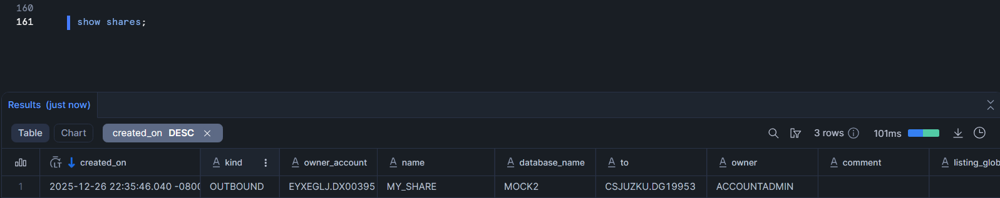 160
161 show shares;
Results (just now)
Table Chart created_on DESC ×
3 rows 101ms
LT created_on A kind A owner_account A name A database_name A to A owner A comment A listing_glob
1 2025-12-26 22:35:46.040 -0800 OUTBOUND EYXEGLJ.DX00395 MY_SHARE MOCK2 CSJUZKU.DG19953 ACCOUNTADMIN